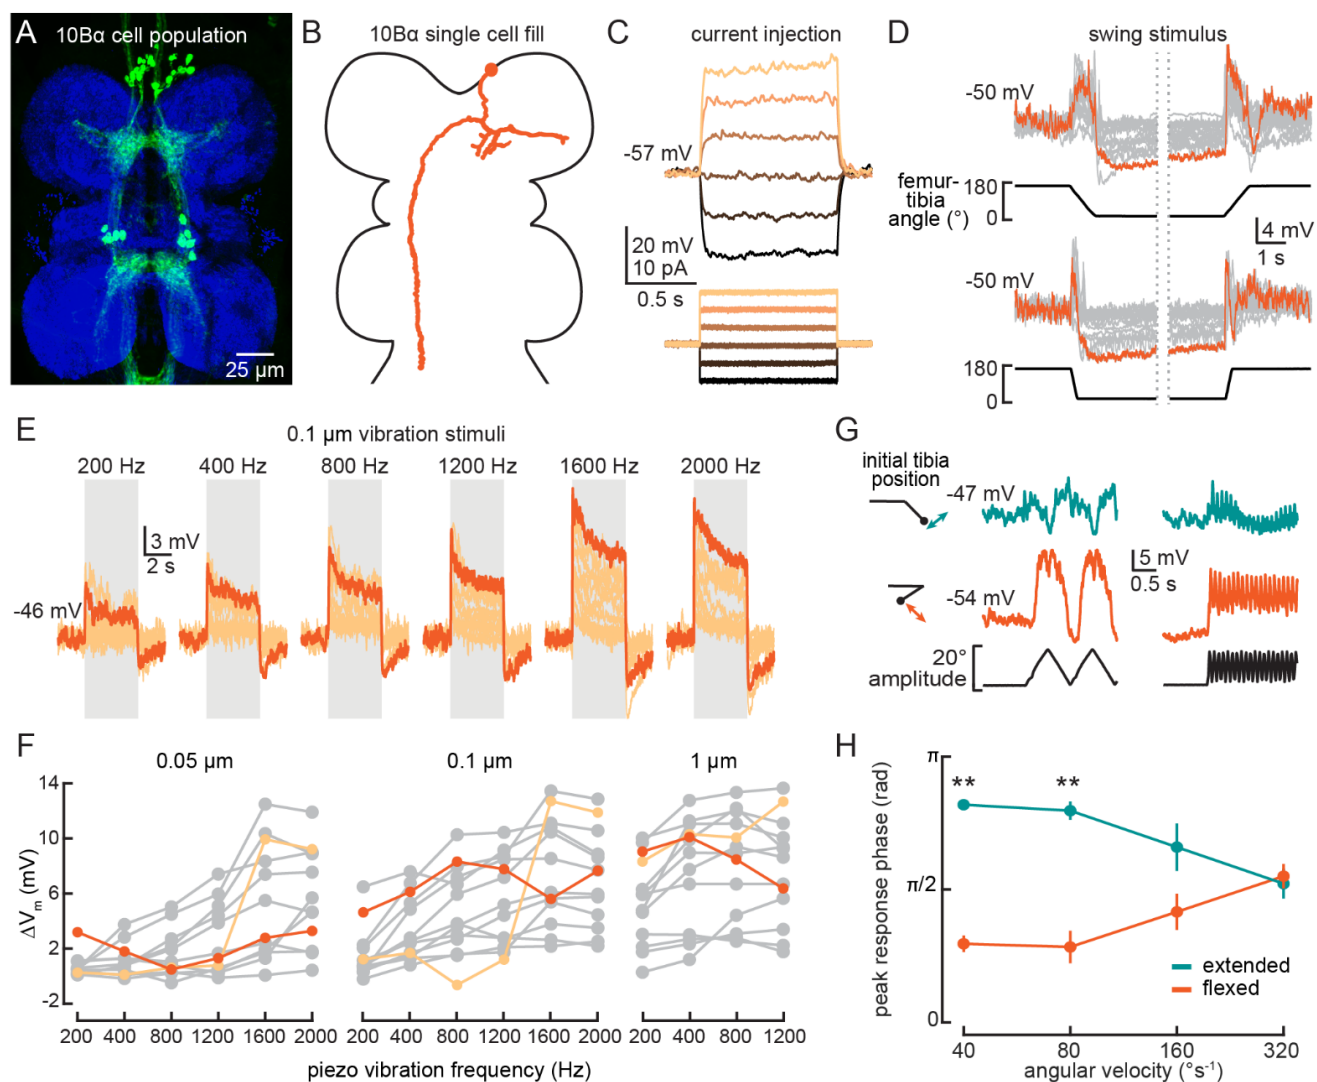 A
10Bα cell population
25 µm
B
10Bα single cell fill
C
current injection
-57 mV
20 mV
10 pA
0.5 s
D
swing stimulus
-50 mV
femur-
tibia
angle (°)
180
0
4 mV
1 s
-50 mV
180
0
E
0.1 µm vibration stimuli
200 Hz
400 Hz
800 Hz
1200 Hz
1600 Hz
2000 Hz
3 mV
2 s
-46 mV
F
0.05 µm
0.1 µm
1 µm
ΔVm (mV)
14
10
6
2
-2
200 400 800 1200 1600 2000
200 400 800 1200 1600 2000
200 400 800 1200
piezo vibration frequency (Hz)
G
initial tibia
position
-47 mV
5 mV
0.5 s
-54 mV
20°
amplitude
H
peak response phase (rad)
π
π/2
0
**
**
extended
flexed
40 80 160 320
angular velocity (°s-1)